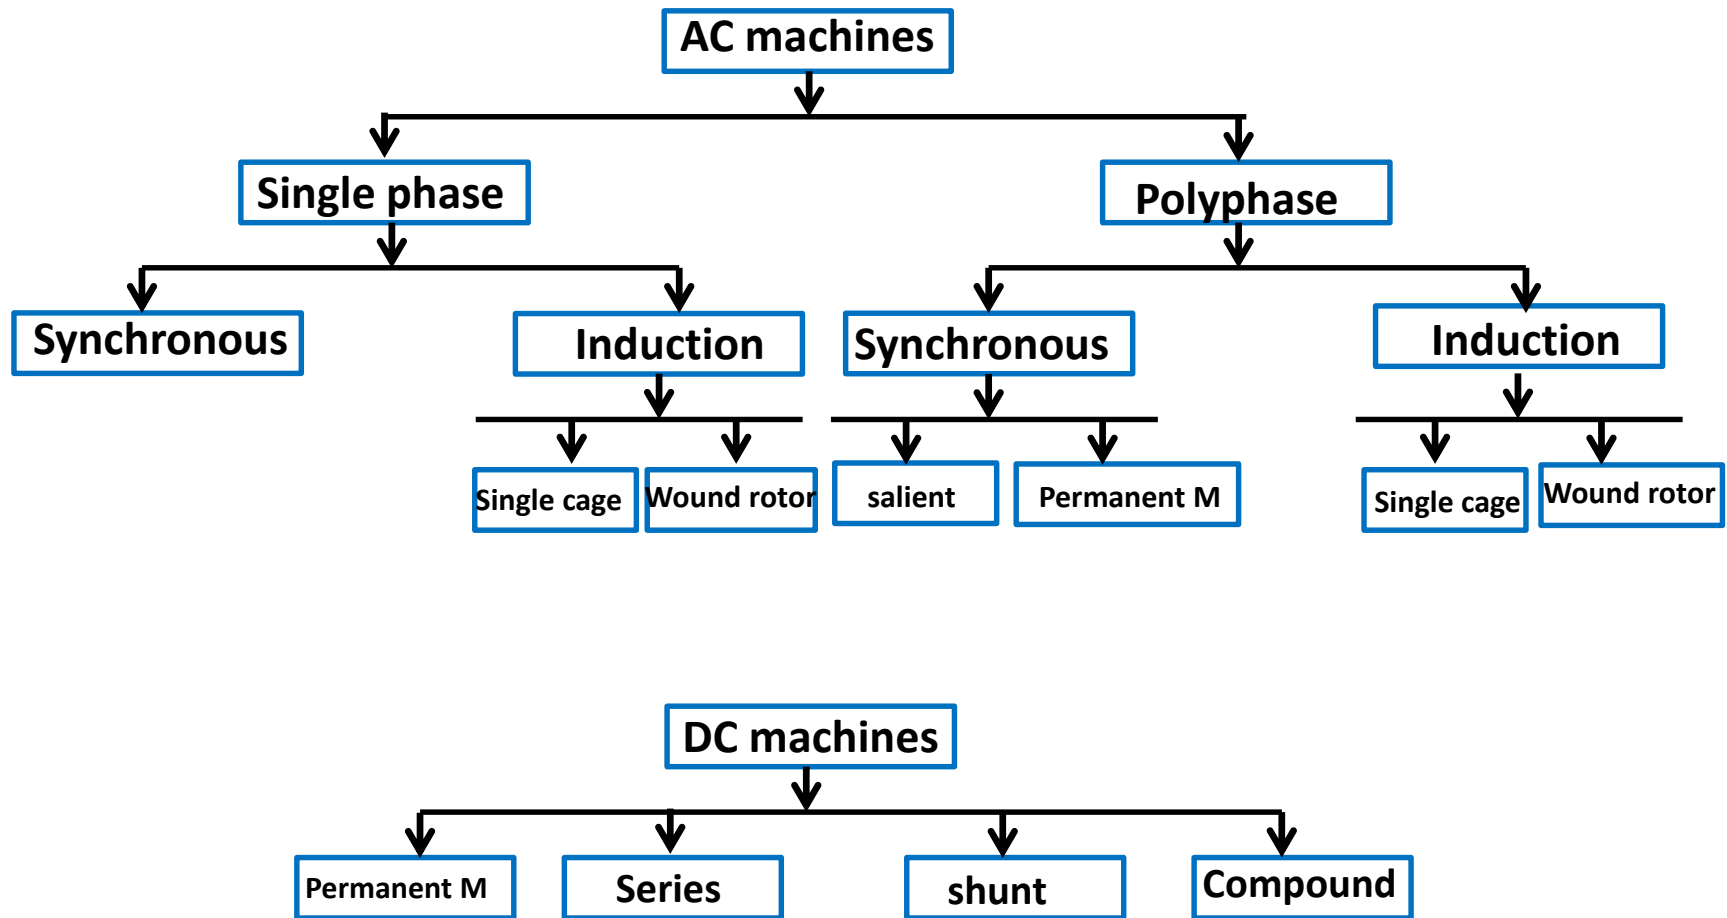 AC machines
Single phase
Polyphase
Synchronous
Induction
Synchronous
Induction
Single cage
Wound rotor
salient
Permanent M
Single cage
Wound rotor
DC machines
Permanent M
Series
shunt
Compound